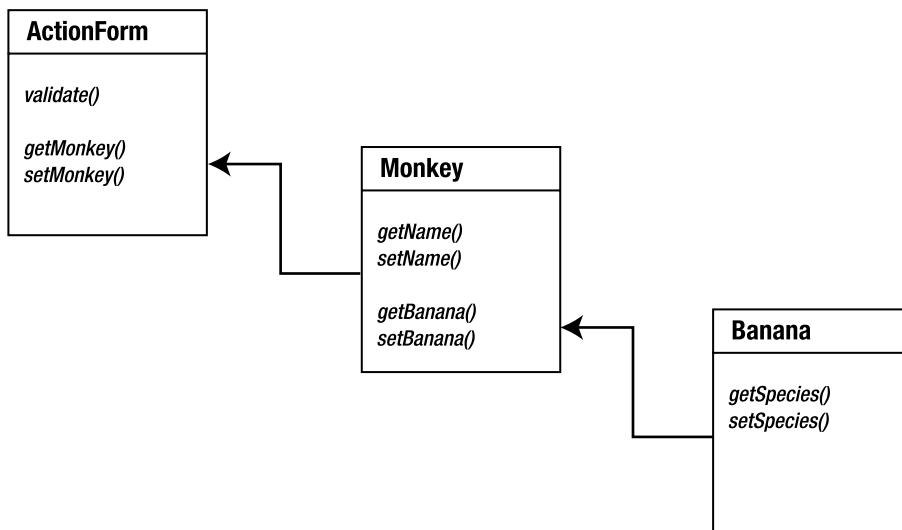 ActionForm
validate()
getMonkey()
setMonkey()
Monkey
getName()
setName()
getBanana()
setBanana()
Banana
getSpecies()
setSpecies()